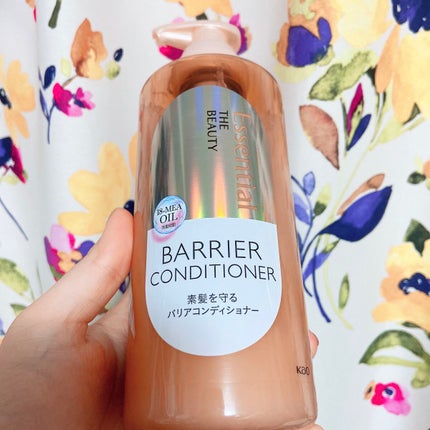 Essential
THE
BEAUTY
18-MEA
OIL
BARRIER
CONDITIONER
素髪を守る
バリアコンディショナー
Kao